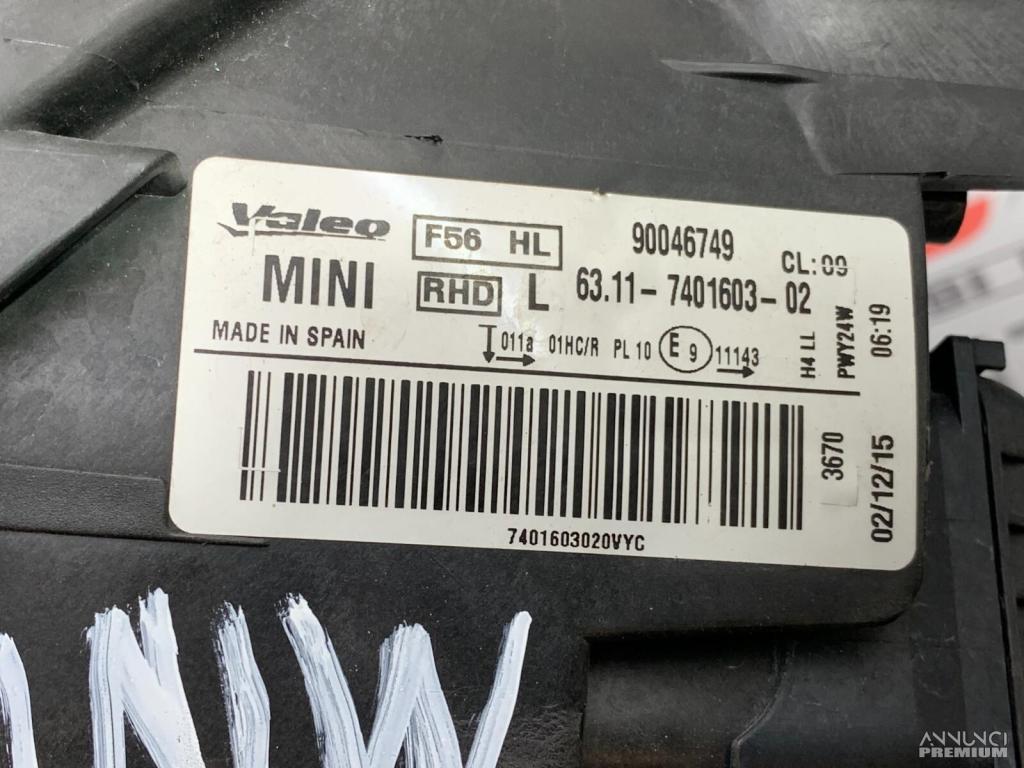 Valeo
F56 HL
90046749
CL:09
MINI
RHD L
63.11-7401603-02
MADE IN SPAIN
011a 01HC/R PL 10 E 9 11143
H4 LL
PWY24W
06:19
3670
02/12/15
7401603020VYC
ANNUNCI
PREMIUM